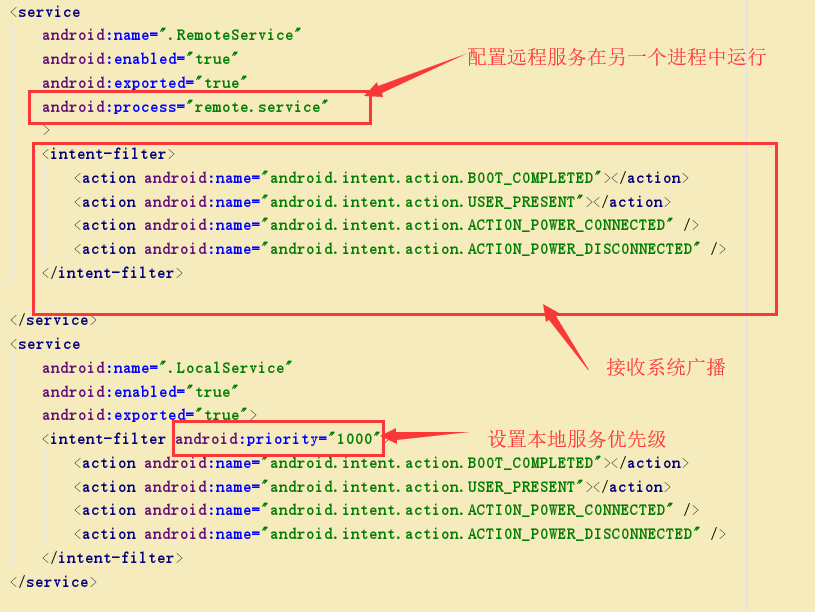 <service
android:name=".RemoteService"
android:enabled="true"
android:exported="true"
配置远程服务在另一个进程中运行
android:process="remote.service"
>
<intent-filter>
<action android:name="android.intent.action.BOOT_COMPLETED"></action>
<action android:name="android.intent.action.USER_PRESENT"></action>
<action android:name="android.intent.action.ACTION_POWER_CONNECTED" />
<action android:name="android.intent.action.ACTION_POWER_DISCONNECTED" />
</intent-filter>
</service>
<service
android:name=".LocalService"
接收系统广播
android:enabled="true"
android:exported="true">
<intent-filter android:priority="1000">
设置本地服务优先级
<action android:name="android.intent.action.BOOT_COMPLETED"></action>
<action android:name="android.intent.action.USER_PRESENT"></action>
<action android:name="android.intent.action.ACTION_POWER_CONNECTED" />
<action android:name="android.intent.action.ACTION_POWER_DISCONNECTED" />
</intent-filter>
</service>